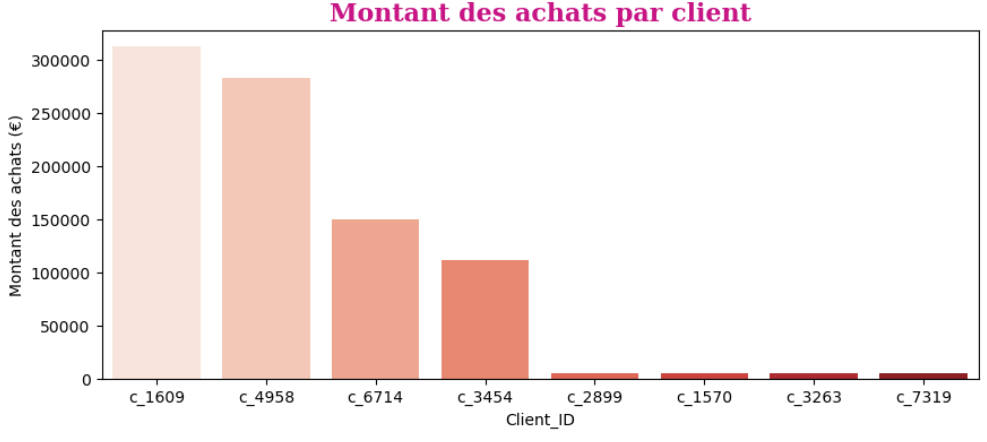 Montant des achats par client
Montant des achats (€)
300000
250000
200000
150000
100000
50000
0
c_1609 c_4958 c_6714 c_3454 c_2899 c_1570 c_3263 c_7319
Client_ID